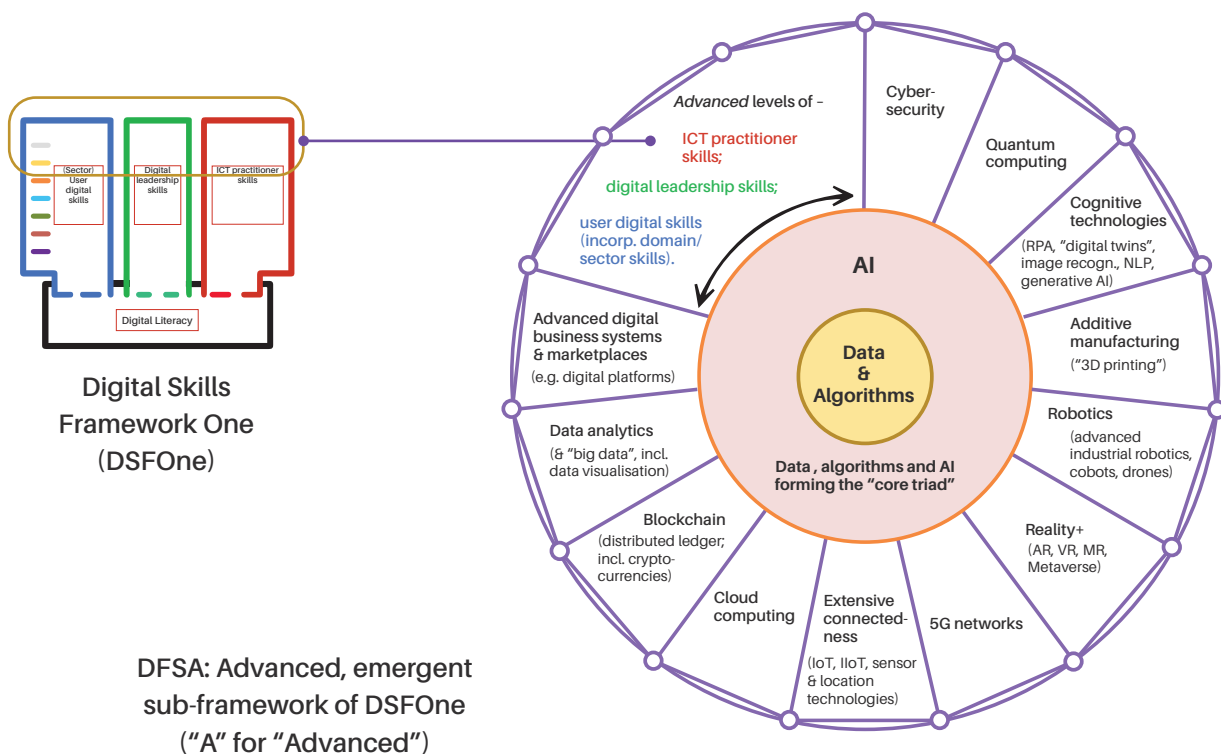 (Sector)
User
digital
skills
Digital
leadership
skills
ICT practitioner
skills
Digital Literacy
Digital Skills
Framework One
(DSFOne)
DFSA: Advanced, emergent
sub-framework of DSFOne
("A" for "Advanced")
Advanced levels of –
ICT practitioner
skills;
digital leadership skills;
user digital skills
(incorp. domain/
sector skills).
Cyber-
security
Quantum
computing
Cognitive
technologies
(RPA, "digital twins",
image recogn., NLP,
generative AI)
Additive
manufacturing
("3D printing")
Robotics
(advanced
industrial robotics,
cobots, drones)
Reality+
(AR, VR, MR,
Metaverse)
5G networks
Extensive
connected-
ness
(IoT, IIoT, sensor
& location
technologies)
Cloud
computing
Blockchain
(distributed ledger;
incl. crypto-
currencies)
Data analytics
(& "big data", incl.
data visualisation)
Advanced digital
business systems
& marketplaces
(e.g. digital platforms)
AI
Data
&
Algorithms
Data , algorithms and AI
forming the "core triad"